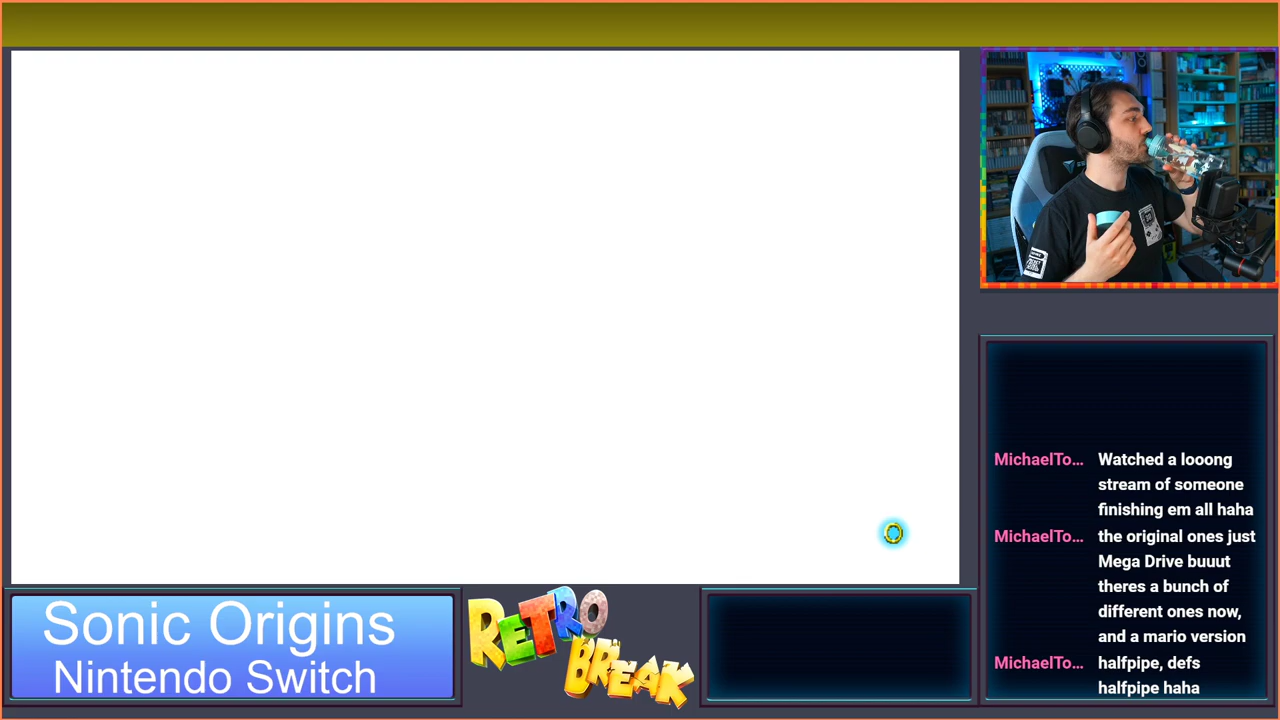 Watched a looong
MichaelTo...
stream of someone
finishing em all haha
MichaelTo...
the original ones just
Mega Drive buuut
theres a bunch of
different ones now,
and a mario version
MichaelTo...
halfpipe, defs
halfpipe haha
Sonic Origins
Nintendo Switch
RETRO
BREAK